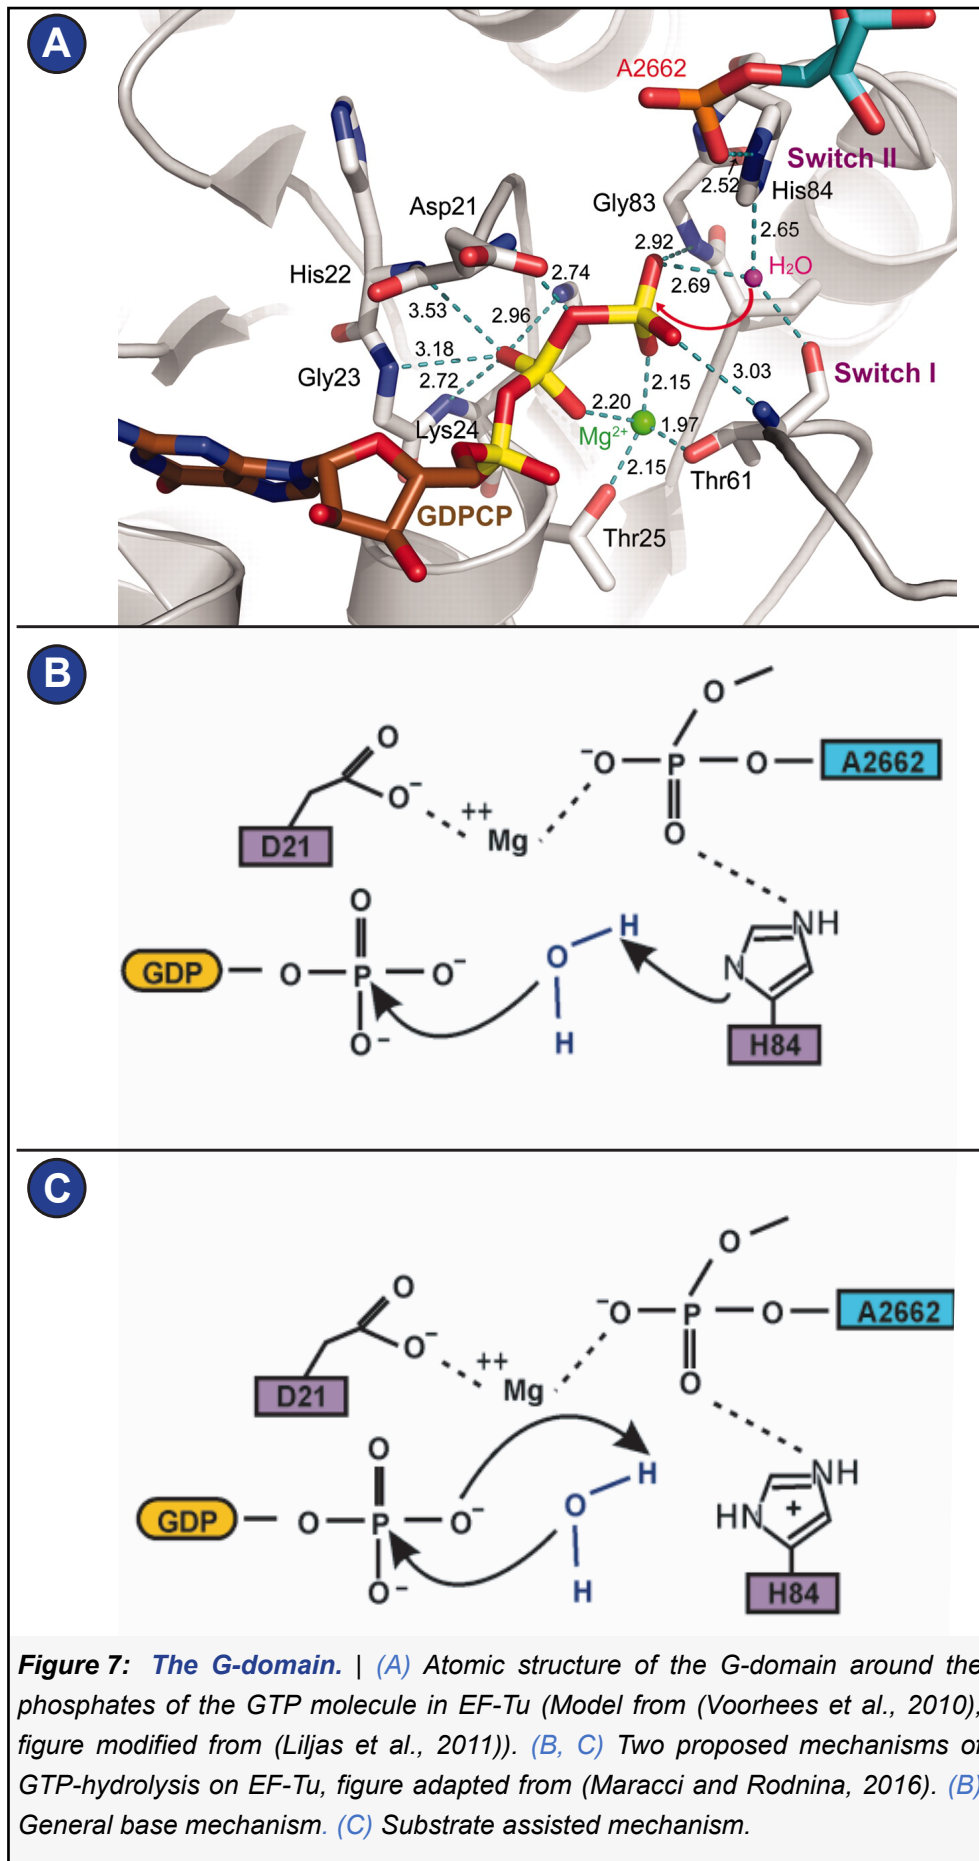 A
A2662
Switch II
2.52
His84
Gly83
Asp21
2.65
2.92
H₂O
His22
2.74
2.69
3.53
2.96
3.18
Switch I
Gly23
2.72
3.03
2.15
2.20
Lys24
Mg²⁺
1.97
2.15
Thr61
GDPCP
Thr25
B
O
O
⁻O
P
O
A2662
O⁻
++
Mg
O
D21
O
NH
H
GDP
O
P
O⁻
O
N
O⁻
H
H84
C
O
O
⁻O
P
O
A2662
O⁻
++
Mg
O
D21
O
H
NH
GDP
O
P
O⁻
O
HN
+
O⁻
H
H84
Figure 7: The G-domain. | (A) Atomic structure of the G-domain around the
phosphates of the GTP molecule in EF-Tu (Model from (Voorhees et al., 2010),
figure modified from (Liljas et al., 2011)). (B, C) Two proposed mechanisms of
GTP-hydrolysis on EF-Tu, figure adapted from (Maracci and Rodnina, 2016). (B)
General base mechanism. (C) Substrate assisted mechanism.